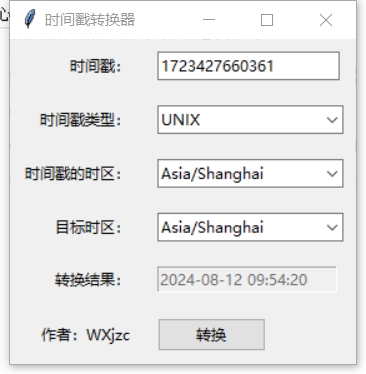 心
时间戳转换器
时间戳： 1723427660361
时间戳类型： UNIX
时间戳的时区： Asia/Shanghai
目标时区： Asia/Shanghai
转换结果： 2024-08-12 09:54:20
作者：WXjzc 转换